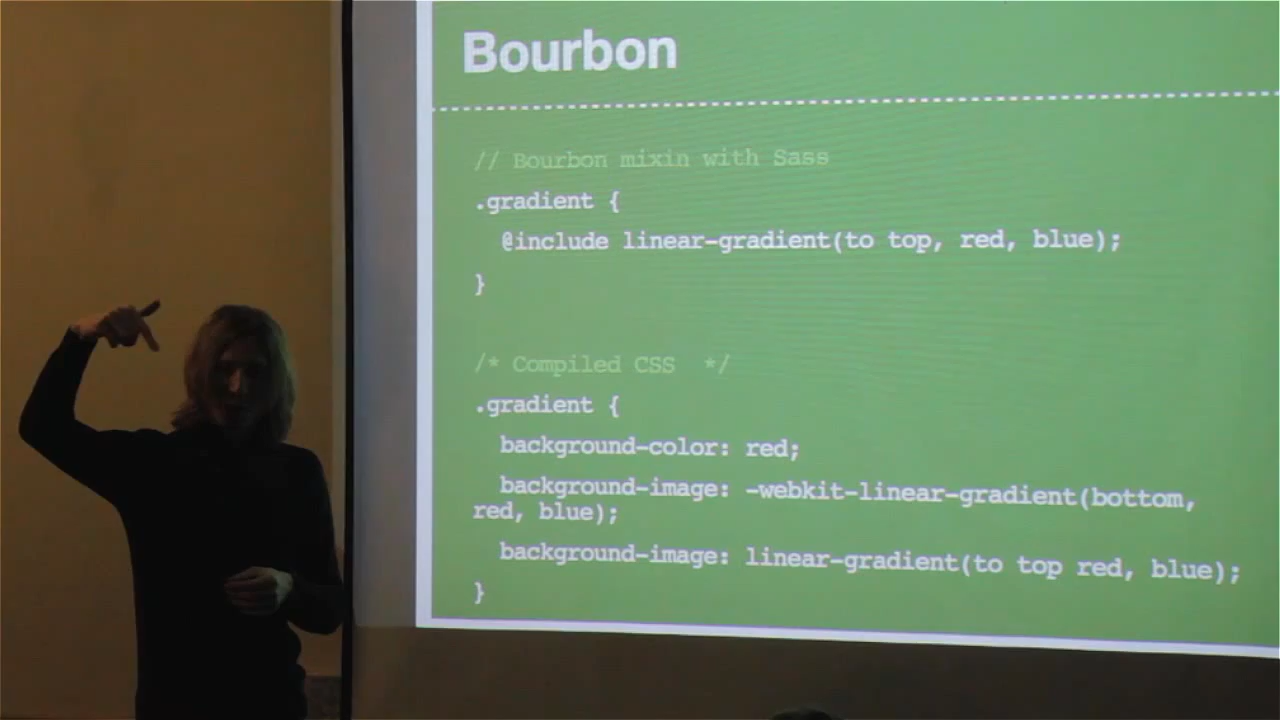 Bourbon
// Bourbon mixin with Sass
.gradient {
@include linear-gradient(to top, red, blue);
}
/* Compiled CSS  */
.gradient {
background-color: red;
background-image: -webkit-linear-gradient(bottom,
red, blue);
background-image: linear-gradient(to top red, blue);
}